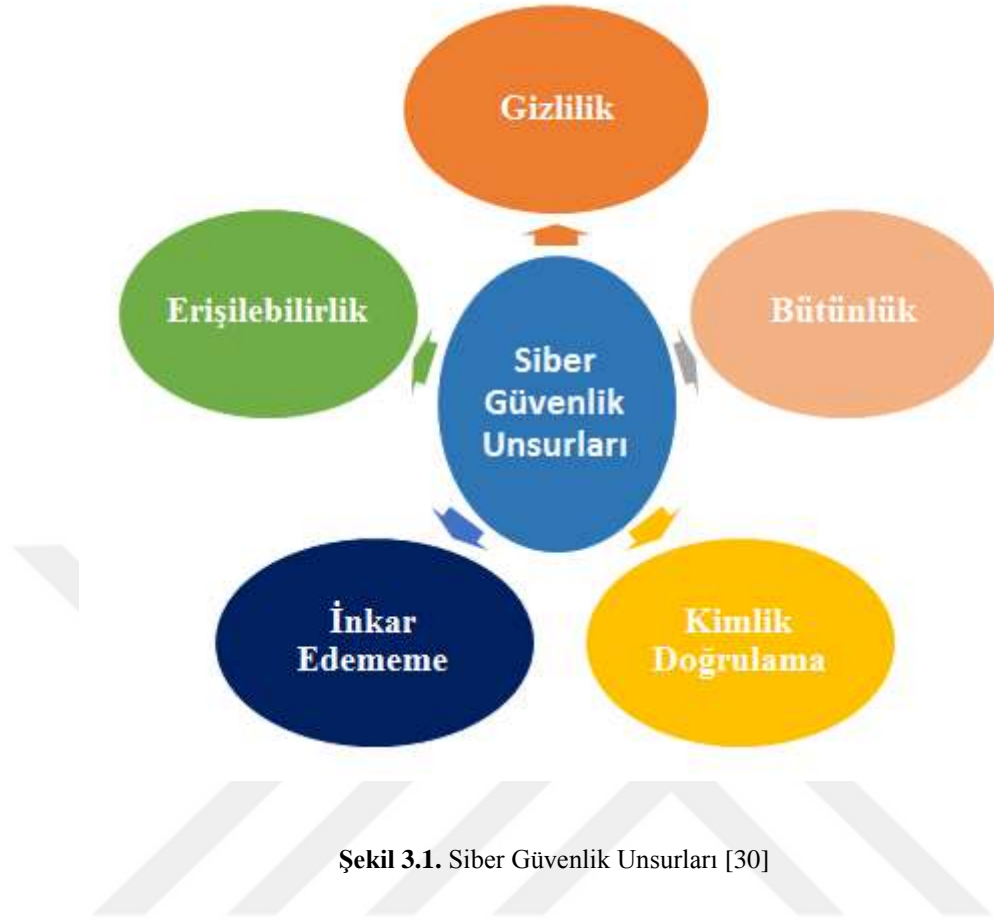 Gizlilik
Erişilebilirlik
Bütünlük
Siber
Güvenlik
Unsurları
İnkar
Edememe
Kimlik
Doğrulama
Şekil 3.1. Siber Güvenlik Unsurları [30]